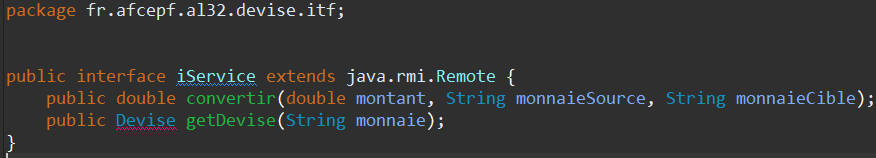 package fr.afcepf.al32.devise.itf;
public interface iService extends java.rmi.Remote {
public double convertir(double montant, String monnaieSource, String monnaieCible);
public Devise getDevise(String monnaie);
}